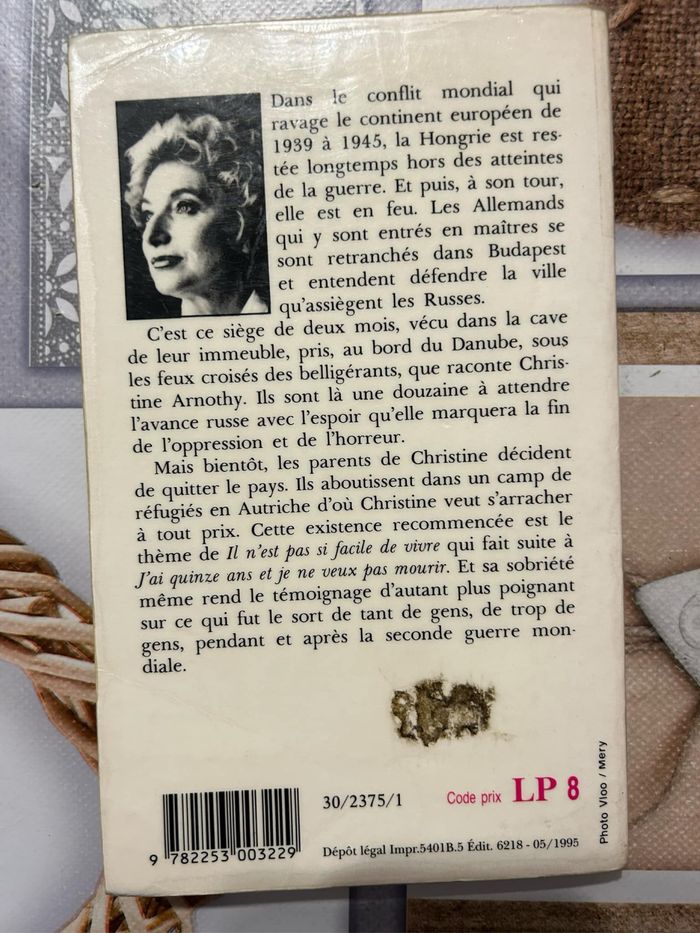 Dans le conflit mondial qui
ravage le continent européen de
1939 à 1945, la Hongrie est res-
tée longtemps hors des atteintes
de la guerre. Et puis, à son tour,
elle est en feu. Les Allemands
qui y sont entrés en maîtres se
sont retranchés dans Budapest
et entendent défendre la ville
qu'assiègent les Russes.
C'est ce siège de deux mois, vécu dans la cave
de leur immeuble, pris, au bord du Danube, sous
les feux croisés des belligérants, que raconte Chris-
tine Arnothy. Ils sont là une douzaine à attendre
l'avance russe avec l'espoir qu'elle marquera la fin
de l'oppression et de l'horreur.
Mais bientôt, les parents de Christine décident
de quitter le pays. Ils aboutissent dans un camp de
réfugiés en Autriche d'où Christine veut s'arracher
à tout prix. Cette existence recommencée est le
thème de Il n'est pas si facile de vivre qui fait suite à
J'ai quinze ans et je ne veux pas mourir. Et sa sobriété
même rend le témoignage d'autant plus poignant
sur ce qui fut le sort de tant de gens, de trop de
gens, pendant et après la seconde guerre mon-
diale.
30/2375/1
Code prix LP 8
9 782253 003229
Dépôt légal Impr.5401B.5 Édit. 6218 - 05/1995
Photo Vloo / Mery